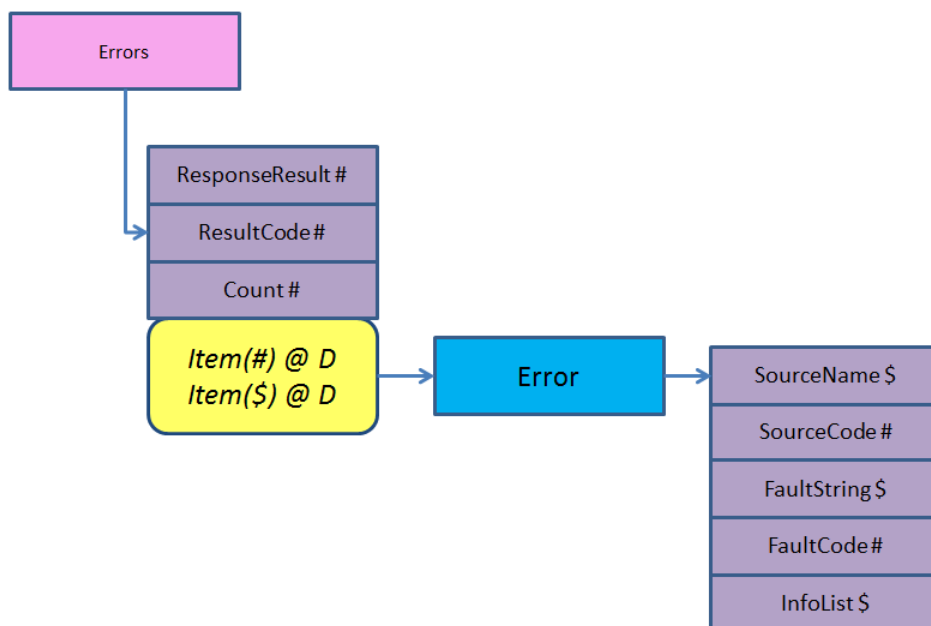 Errors
ResponseResult #
ResultCode #
Count #
Item(#) @ D
Item($) @ D
Error
SourceName $
SourceCode #
FaultString $
FaultCode #
InfoList $